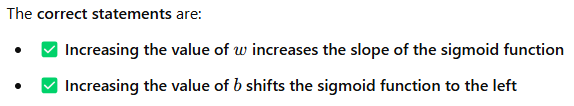 The correct statements are:
• ✅ Increasing the value of w increases the slope of the sigmoid function
• ✅ Increasing the value of b shifts the sigmoid function to the left